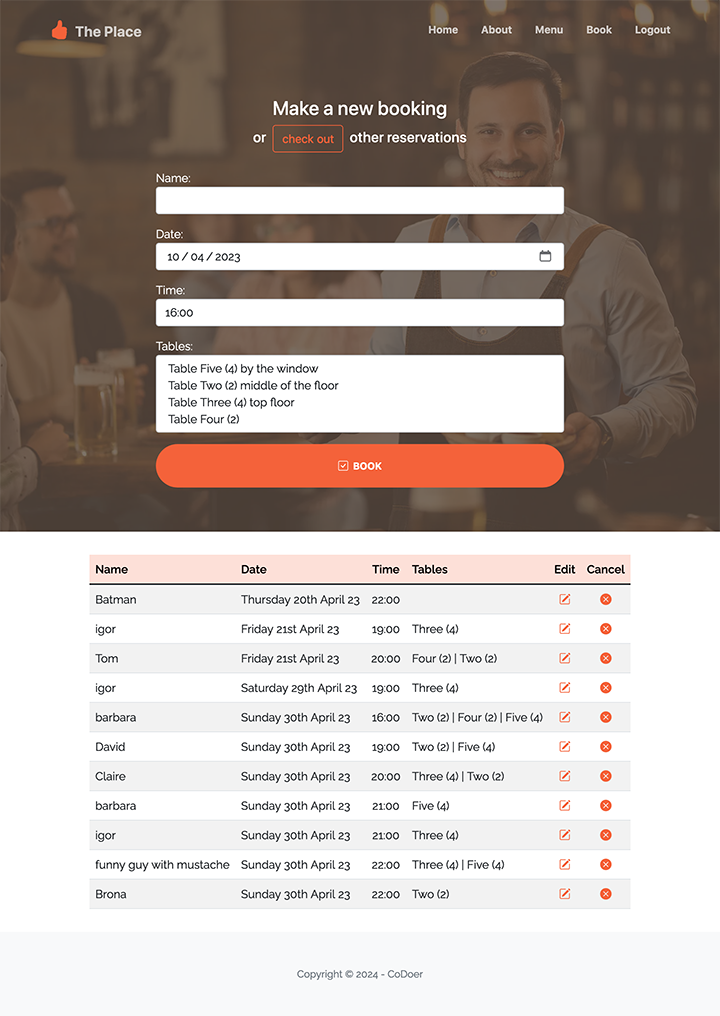 The Place Home About Menu Book Logout
Make a new booking
or check out other reservations
Name:
Date:
10 / 04 / 2023
Time:
16:00
Tables:
Table Five (4) by the window
Table Two (2) middle of the floor
Table Three (4) top floor
Table Four (2)
BOOK
Name Date Time Tables Edit Cancel
Batman Thursday 20th April 23 22:00
igor Friday 21st April 23 19:00 Three (4)
Tom Friday 21st April 23 20:00 Four (2) | Two (2)
igor Saturday 29th April 23 19:00 Three (4)
barbara Sunday 30th April 23 16:00 Two (2) | Four (2) | Five (4)
David Sunday 30th April 23 19:00 Two (2) | Five (4)
Claire Sunday 30th April 23 20:00 Three (4) | Two (2)
barbara Sunday 30th April 23 21:00 Five (4)
igor Sunday 30th April 23 21:00 Three (4)
funny guy with mustache Sunday 30th April 23 22:00 Three (4) | Five (4)
Brona Sunday 30th April 23 22:00 Two (2)
Copyright © 2024 - CoDoer